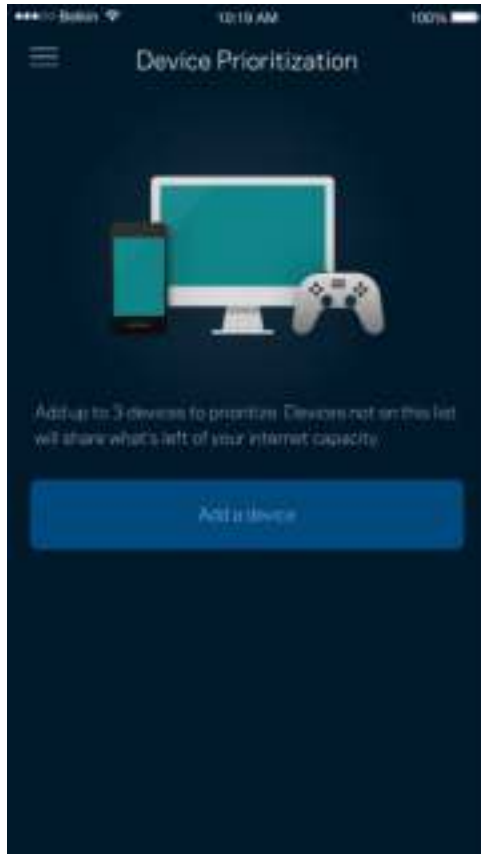 Belkin 10:19 AM 100%
Device Prioritization
Add up to 3 devices to prioritize. Devices not on this list
will share what's left of your internet capacity.
Add a device